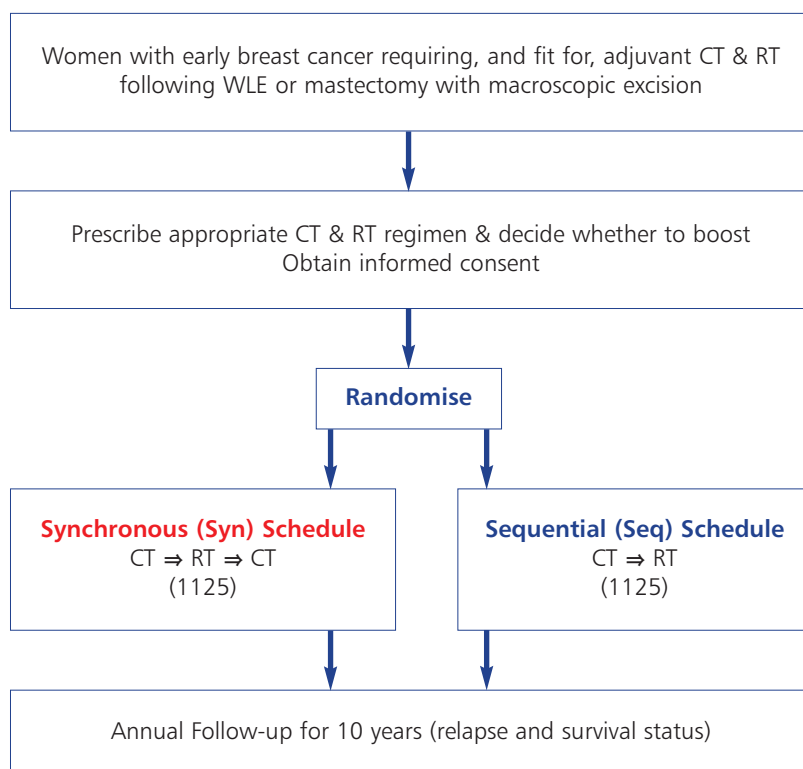 Women with early breast cancer requiring, and fit for, adjuvant CT & RT
following WLE or mastectomy with macroscopic excision
Prescribe appropriate CT & RT regimen & decide whether to boost
Obtain informed consent
Randomise
Synchronous (Syn) Schedule
CT ⇒ RT ⇒ CT
(1125)
Sequential (Seq) Schedule
CT ⇒ RT
(1125)
Annual Follow-up for 10 years (relapse and survival status)